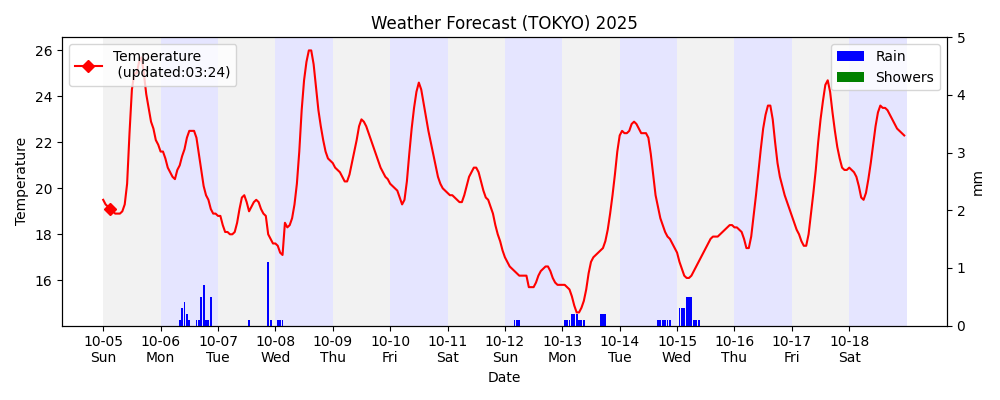 Weather Forecast (TOKYO) 2025
Temperature
(updated:03:24)
Rain
Showers
Temperature
26
24
22
20
18
16
5
4
3
2
1
0
mm
10-05 10-06 10-07 10-08 10-09 10-10 10-11 10-12 10-13 10-14 10-15 10-16 10-17 10-18
Sun Mon Tue Wed Thu Fri Sat Sun Mon Tue Wed Thu Fri Sat
Date